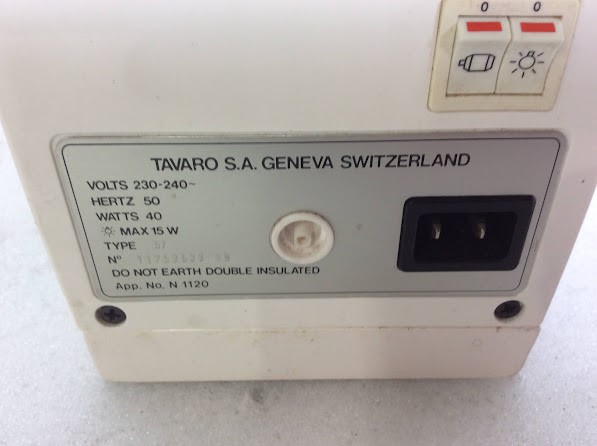 0 0
TAVARO S.A. GENEVA SWITZERLAND
VOLTS 230-240~
HERTZ 50
WATTS 40
MAX 15 W
TYPE 57
Nº
DO NOT EARTH DOUBLE INSULATED
App. No. N 1120